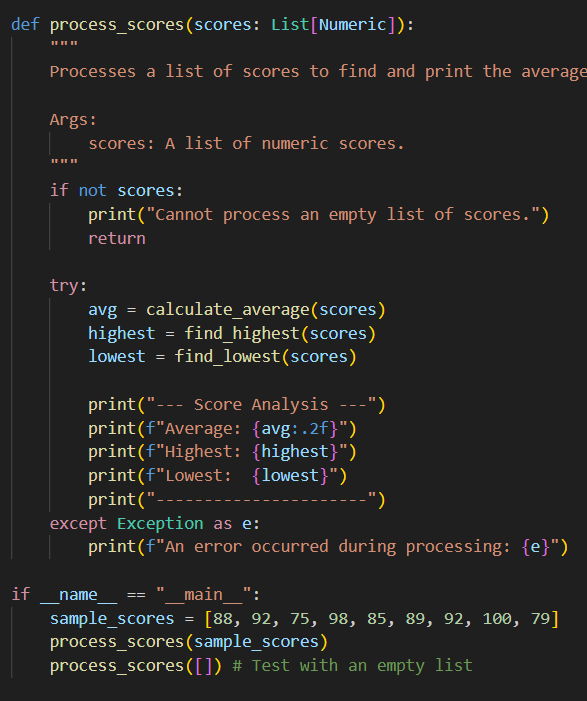 def process_scores(scores: List[Numeric]):
    """
    Processes a list of scores to find and print the average

    Args:
        scores: A list of numeric scores.
    """
    if not scores:
        print("Cannot process an empty list of scores.")
        return

    try:
        avg = calculate_average(scores)
        highest = find_highest(scores)
        lowest = find_lowest(scores)

        print("--- Score Analysis ---")
        print(f"Average: {avg:.2f}")
        print(f"Highest: {highest}")
        print(f"Lowest:  {lowest}")
        print("----------------------")
    except Exception as e:
        print(f"An error occurred during processing: {e}")

if __name__ == "__main__":
    sample_scores = [88, 92, 75, 98, 85, 89, 92, 100, 79]
    process_scores(sample_scores)
    process_scores([]) # Test with an empty list